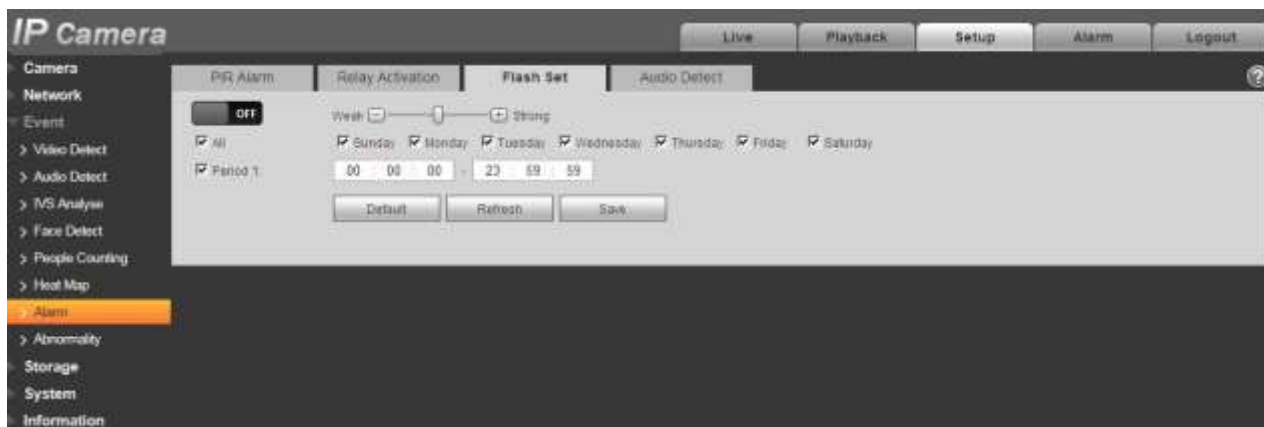 IP Camera
Live
Playback
Setup
Alarm
Logout
Camera
Network
Event
Video Detect
Audio Detect
IVS Analyse
Face Detect
People Counting
Heat Map
Alarm
Abnormality
Storage
System
Information
PIR Alarm
Relay Activation
Flash Set
Audio Detect
OFF
Weak
Strong
All
Sunday Monday Tuesday Wednesday Thursday Friday Saturday
Period 1:
00 : 00 : 00 - 23 : 59 : 59
Default
Refresh
Save